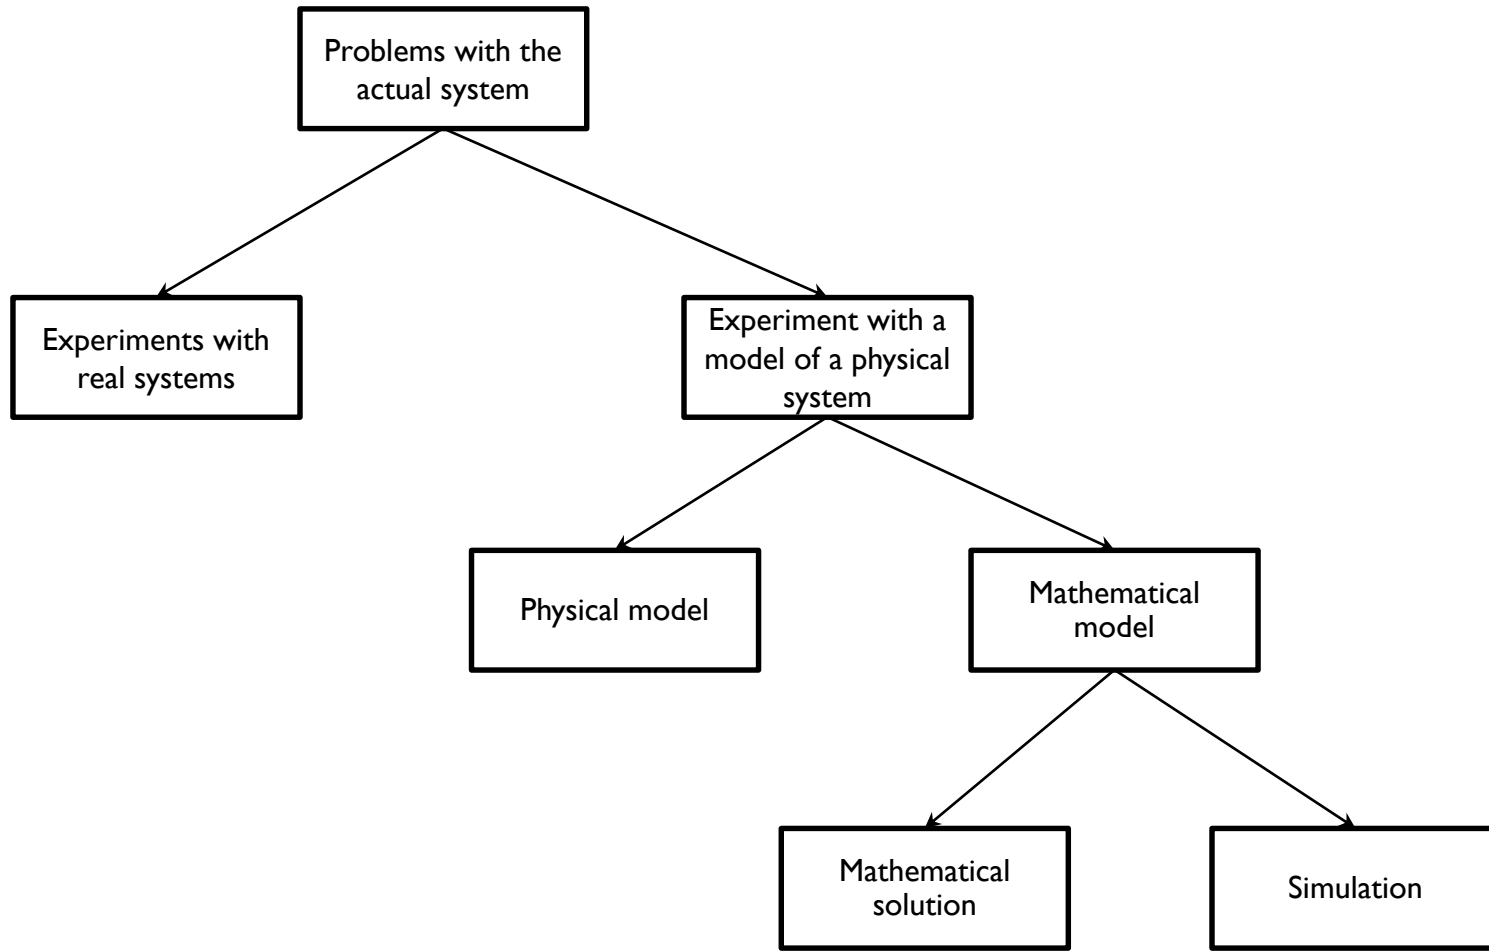 Problems with the
actual system
Experiments with
real systems
Experiment with a
model of a physical
system
Physical model
Mathematical
model
Mathematical
solution
Simulation